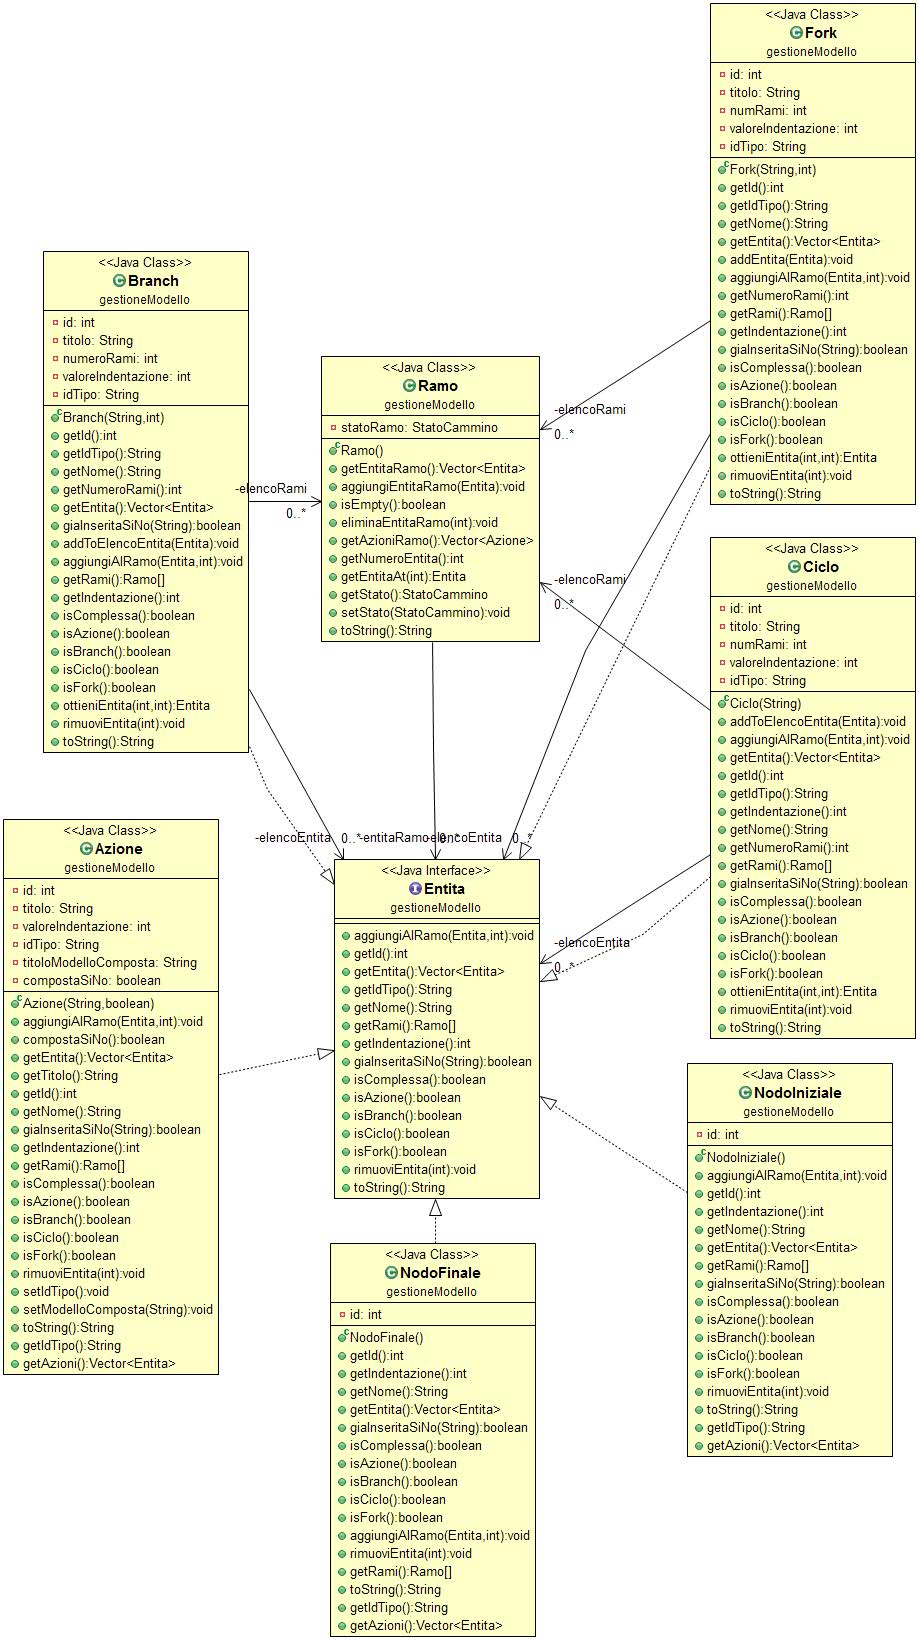 <<Java Class>>
Fork
gestioneModello
id: int
titolo: String
numRami: int
valoreIndentazione: int
idTipo: String
Fork(String,int)
getId():int
getIdTipo():String
getNome():String
getEntita():Vector<Entita>
addEntita(Entita):void
aggiungiAlRamo(Entita,int):void
getNumeroRami():int
getRami():Ramo[]
getIndentazione():int
giaInseritaSiNo(String):boolean
isComplessa():boolean
isAzione():boolean
isBranch():boolean
isCiclo():boolean
isFork():boolean
ottieniEntita(int,int):Entita
rimuoviEntita(int):void
toString():String
<<Java Class>>
Branch
gestioneModello
id: int
titolo: String
numeroRami: int
valoreIndentazione: int
idTipo: String
Branch(String,int)
getId():int
getIdTipo():String
getNome():String
getNumeroRami():int
getEntita():Vector<Entita>
giaInseritaSiNo(String):boolean
addToElencoEntita(Entita):void
aggiungiAlRamo(Entita,int):void
getRami():Ramo[]
getIndentazione():int
isComplessa():boolean
isAzione():boolean
isBranch():boolean
isCiclo():boolean
isFork():boolean
ottieniEntita(int,int):Entita
rimuoviEntita(int):void
toString():String
-elencoRami
0..*
<<Java Class>>
Ramo
gestioneModello
statoRamo: StatoCammino
Ramo()
getEntitaRamo():Vector<Entita>
aggiungiEntitaRamo(Entita):void
isEmpty():boolean
eliminaEntitaRamo(int):void
getAzioniRamo():Vector<Azione>
getNumeroEntita():int
getEntitaAt(int):Entita
getStato():StatoCammino
setStato(StatoCammino):void
toString():String
-elencoRami
0..*
-elencoRami
0..*
<<Java Class>>
Ciclo
gestioneModello
id: int
titolo: String
numRami: int
valoreIndentazione: int
idTipo: String
Ciclo(String)
addToElencoEntita(Entita):void
aggiungiAlRamo(Entita,int):void
getEntita():Vector<Entita>
getId():int
getIdTipo():String
getIndentazione():int
getNome():String
getNumeroRami():int
getRami():Ramo[]
giaInseritaSiNo(String):boolean
isComplessa():boolean
isAzione():boolean
isBranch():boolean
isCiclo():boolean
isFork():boolean
ottieniEntita(int,int):Entita
rimuoviEntita(int):void
toString():String
-elencoEntita 0..* -entitaRamo 0..* -elencoEntita 0..*
<<Java Class>>
Azione
gestioneModello
id: int
titolo: String
valoreIndentazione: int
idTipo: String
titoloModelloComposta: String
compostaSiNo: boolean
Azione(String,boolean)
aggiungiAlRamo(Entita,int):void
compostaSiNo():boolean
getEntita():Vector<Entita>
getTitolo():String
getId():int
getNome():String
giaInseritaSiNo(String):boolean
getIndentazione():int
getRami():Ramo[]
isComplessa():boolean
isAzione():boolean
isBranch():boolean
isCiclo():boolean
isFork():boolean
rimuoviEntita(int):void
setIdTipo():void
setModelloComposta(String):void
toString():String
getIdTipo():String
getAzioni():Vector<Entita>
<<Java Interface>>
Entita
gestioneModello
aggiungiAlRamo(Entita,int):void
getId():int
getEntita():Vector<Entita>
getIdTipo():String
getNome():String
getRami():Ramo[]
getIndentazione():int
giaInseritaSiNo(String):boolean
isComplessa():boolean
isAzione():boolean
isBranch():boolean
isCiclo():boolean
isFork():boolean
rimuoviEntita(int):void
toString():String
-elencoEntita
0..*
<<Java Class>>
NodoIniziale
gestioneModello
id: int
NodoIniziale()
aggiungiAlRamo(Entita,int):void
getId():int
getIndentazione():int
getNome():String
getEntita():Vector<Entita>
getRami():Ramo[]
giaInseritaSiNo(String):boolean
isComplessa():boolean
isAzione():boolean
isBranch():boolean
isCiclo():boolean
isFork():boolean
rimuoviEntita(int):void
toString():String
getIdTipo():String
getAzioni():Vector<Entita>
<<Java Class>>
NodoFinale
gestioneModello
id: int
NodoFinale()
getId():int
getIndentazione():int
getNome():String
getEntita():Vector<Entita>
giaInseritaSiNo(String):boolean
isComplessa():boolean
isAzione():boolean
isBranch():boolean
isCiclo():boolean
isFork():boolean
aggiungiAlRamo(Entita,int):void
rimuoviEntita(int):void
getRami():Ramo[]
toString():String
getIdTipo():String
getAzioni():Vector<Entita>